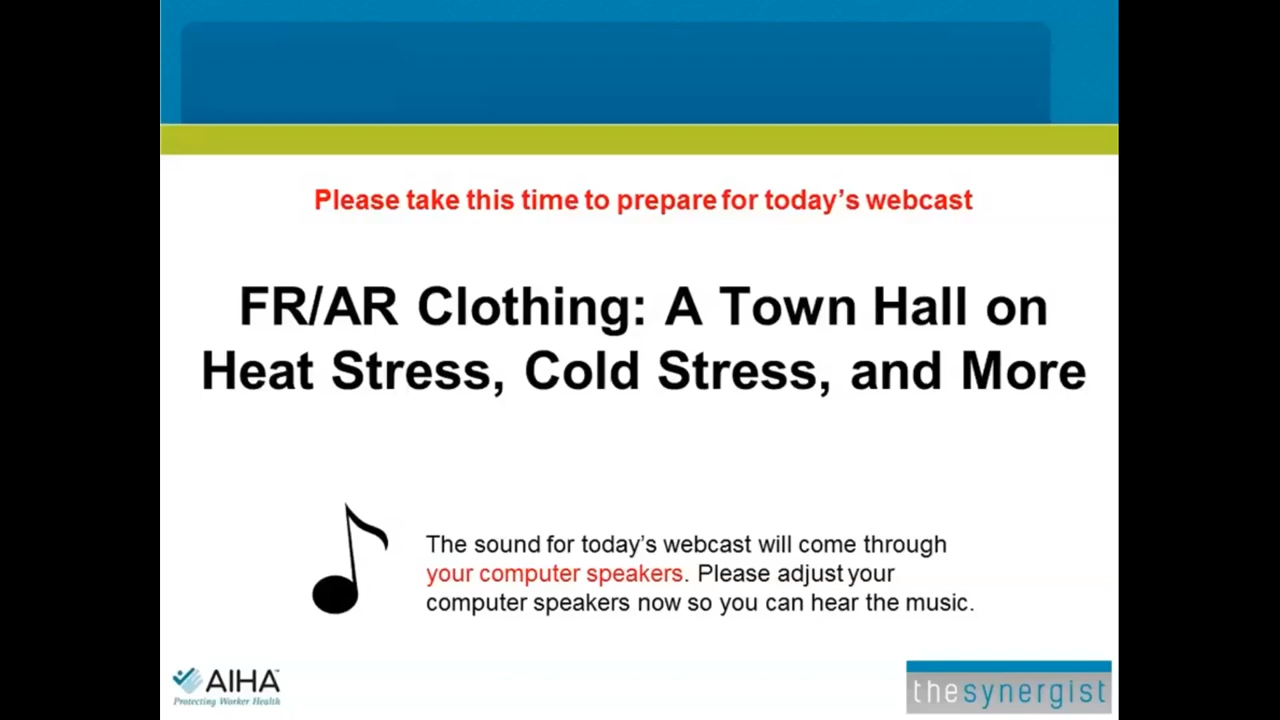 Please take this time to prepare for today’s webcast
FR/AR Clothing: A Town Hall on
Heat Stress, Cold Stress, and More
The sound for today’s webcast will come through
your computer speakers. Please adjust your
computer speakers now so you can hear the music.
AIHA™
Protecting Worker Health
thesynergist